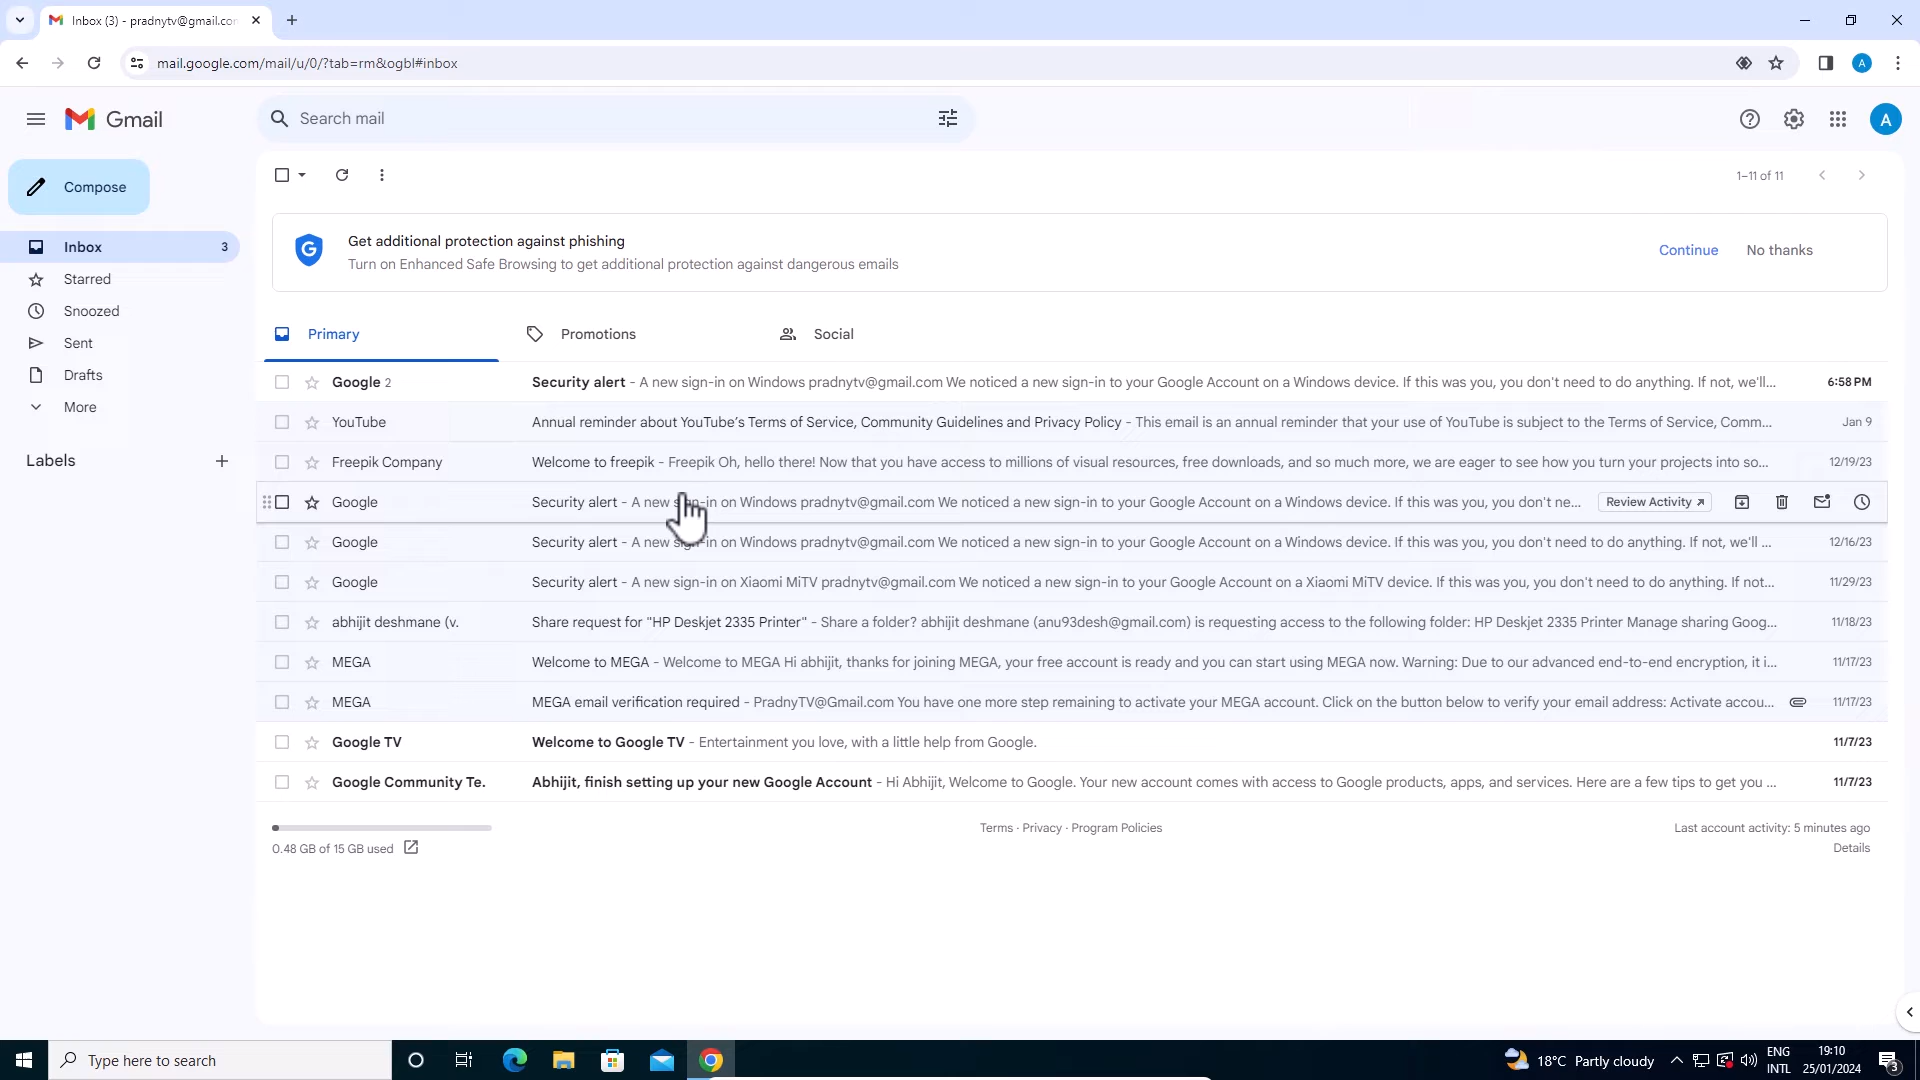 Inbox (3) - pradnytv@gmail.con
mail.google.com/mail/u/0/?tab=rm&ogbl#inbox
A
Gmail
Search mail
A
Compose
1–11 of 11
Inbox 3
Starred
Snoozed
Sent
Drafts
More
Labels
G
Get additional protection against phishing
Turn on Enhanced Safe Browsing to get additional protection against dangerous emails
Continue No thanks
Primary Promotions Social
Google 2 Security alert - A new sign-in on Windows pradnytv@gmail.com We noticed a new sign-in to your Google Account on a Windows device. If this was you, you don't need to do anything. If not, we'll... 6:58 PM
YouTube Annual reminder about YouTube's Terms of Service, Community Guidelines and Privacy Policy - This email is an annual reminder that your use of YouTube is subject to the Terms of Service, Comm... Jan 9
Freepik Company Welcome to freepik - Freepik Oh, hello there! Now that you have access to millions of visual resources, free downloads, and so much more, we are eager to see how you turn your projects into so... 12/19/23
Google Security alert - A new sign-in on Windows pradnytv@gmail.com We noticed a new sign-in to your Google Account on a Windows device. If this was you, you don't ne... Review Activity
Google Security alert - A new sign-in on Windows pradnytv@gmail.com We noticed a new sign-in to your Google Account on a Windows device. If this was you, you don't need to do anything. If not, we'll ... 12/16/23
Google Security alert - A new sign-in on Xiaomi MiTV pradnytv@gmail.com We noticed a new sign-in to your Google Account on a Xiaomi MiTV device. If this was you, you don't need to do anything. If not... 11/29/23
abhijit deshmane (v. Share request for "HP Deskjet 2335 Printer" - Share a folder? abhijit deshmane (anu93desh@gmail.com) is requesting access to the following folder: HP Deskjet 2335 Printer Manage sharing Goog... 11/18/23
MEGA Welcome to MEGA - Welcome to MEGA Hi abhijit, thanks for joining MEGA, your free account is ready and you can start using MEGA now. Warning: Due to our advanced end-to-end encryption, it i... 11/17/23
MEGA MEGA email verification required - PradnyTV@Gmail.com You have one more step remaining to activate your MEGA account. Click on the button below to verify your email address: Activate accou... 11/17/23
Google TV Welcome to Google TV - Entertainment you love, with a little help from Google. 11/7/23
Google Community Te. Abhijit, finish setting up your new Google Account - Hi Abhijit, Welcome to Google. Your new account comes with access to Google products, apps, and services. Here are a few tips to get you ... 11/7/23
0.48 GB of 15 GB used
Terms · Privacy · Program Policies
Last account activity: 5 minutes ago
Details
Type here to search
18°C Partly cloudy
ENG
INTL
19:10
25/01/2024
3